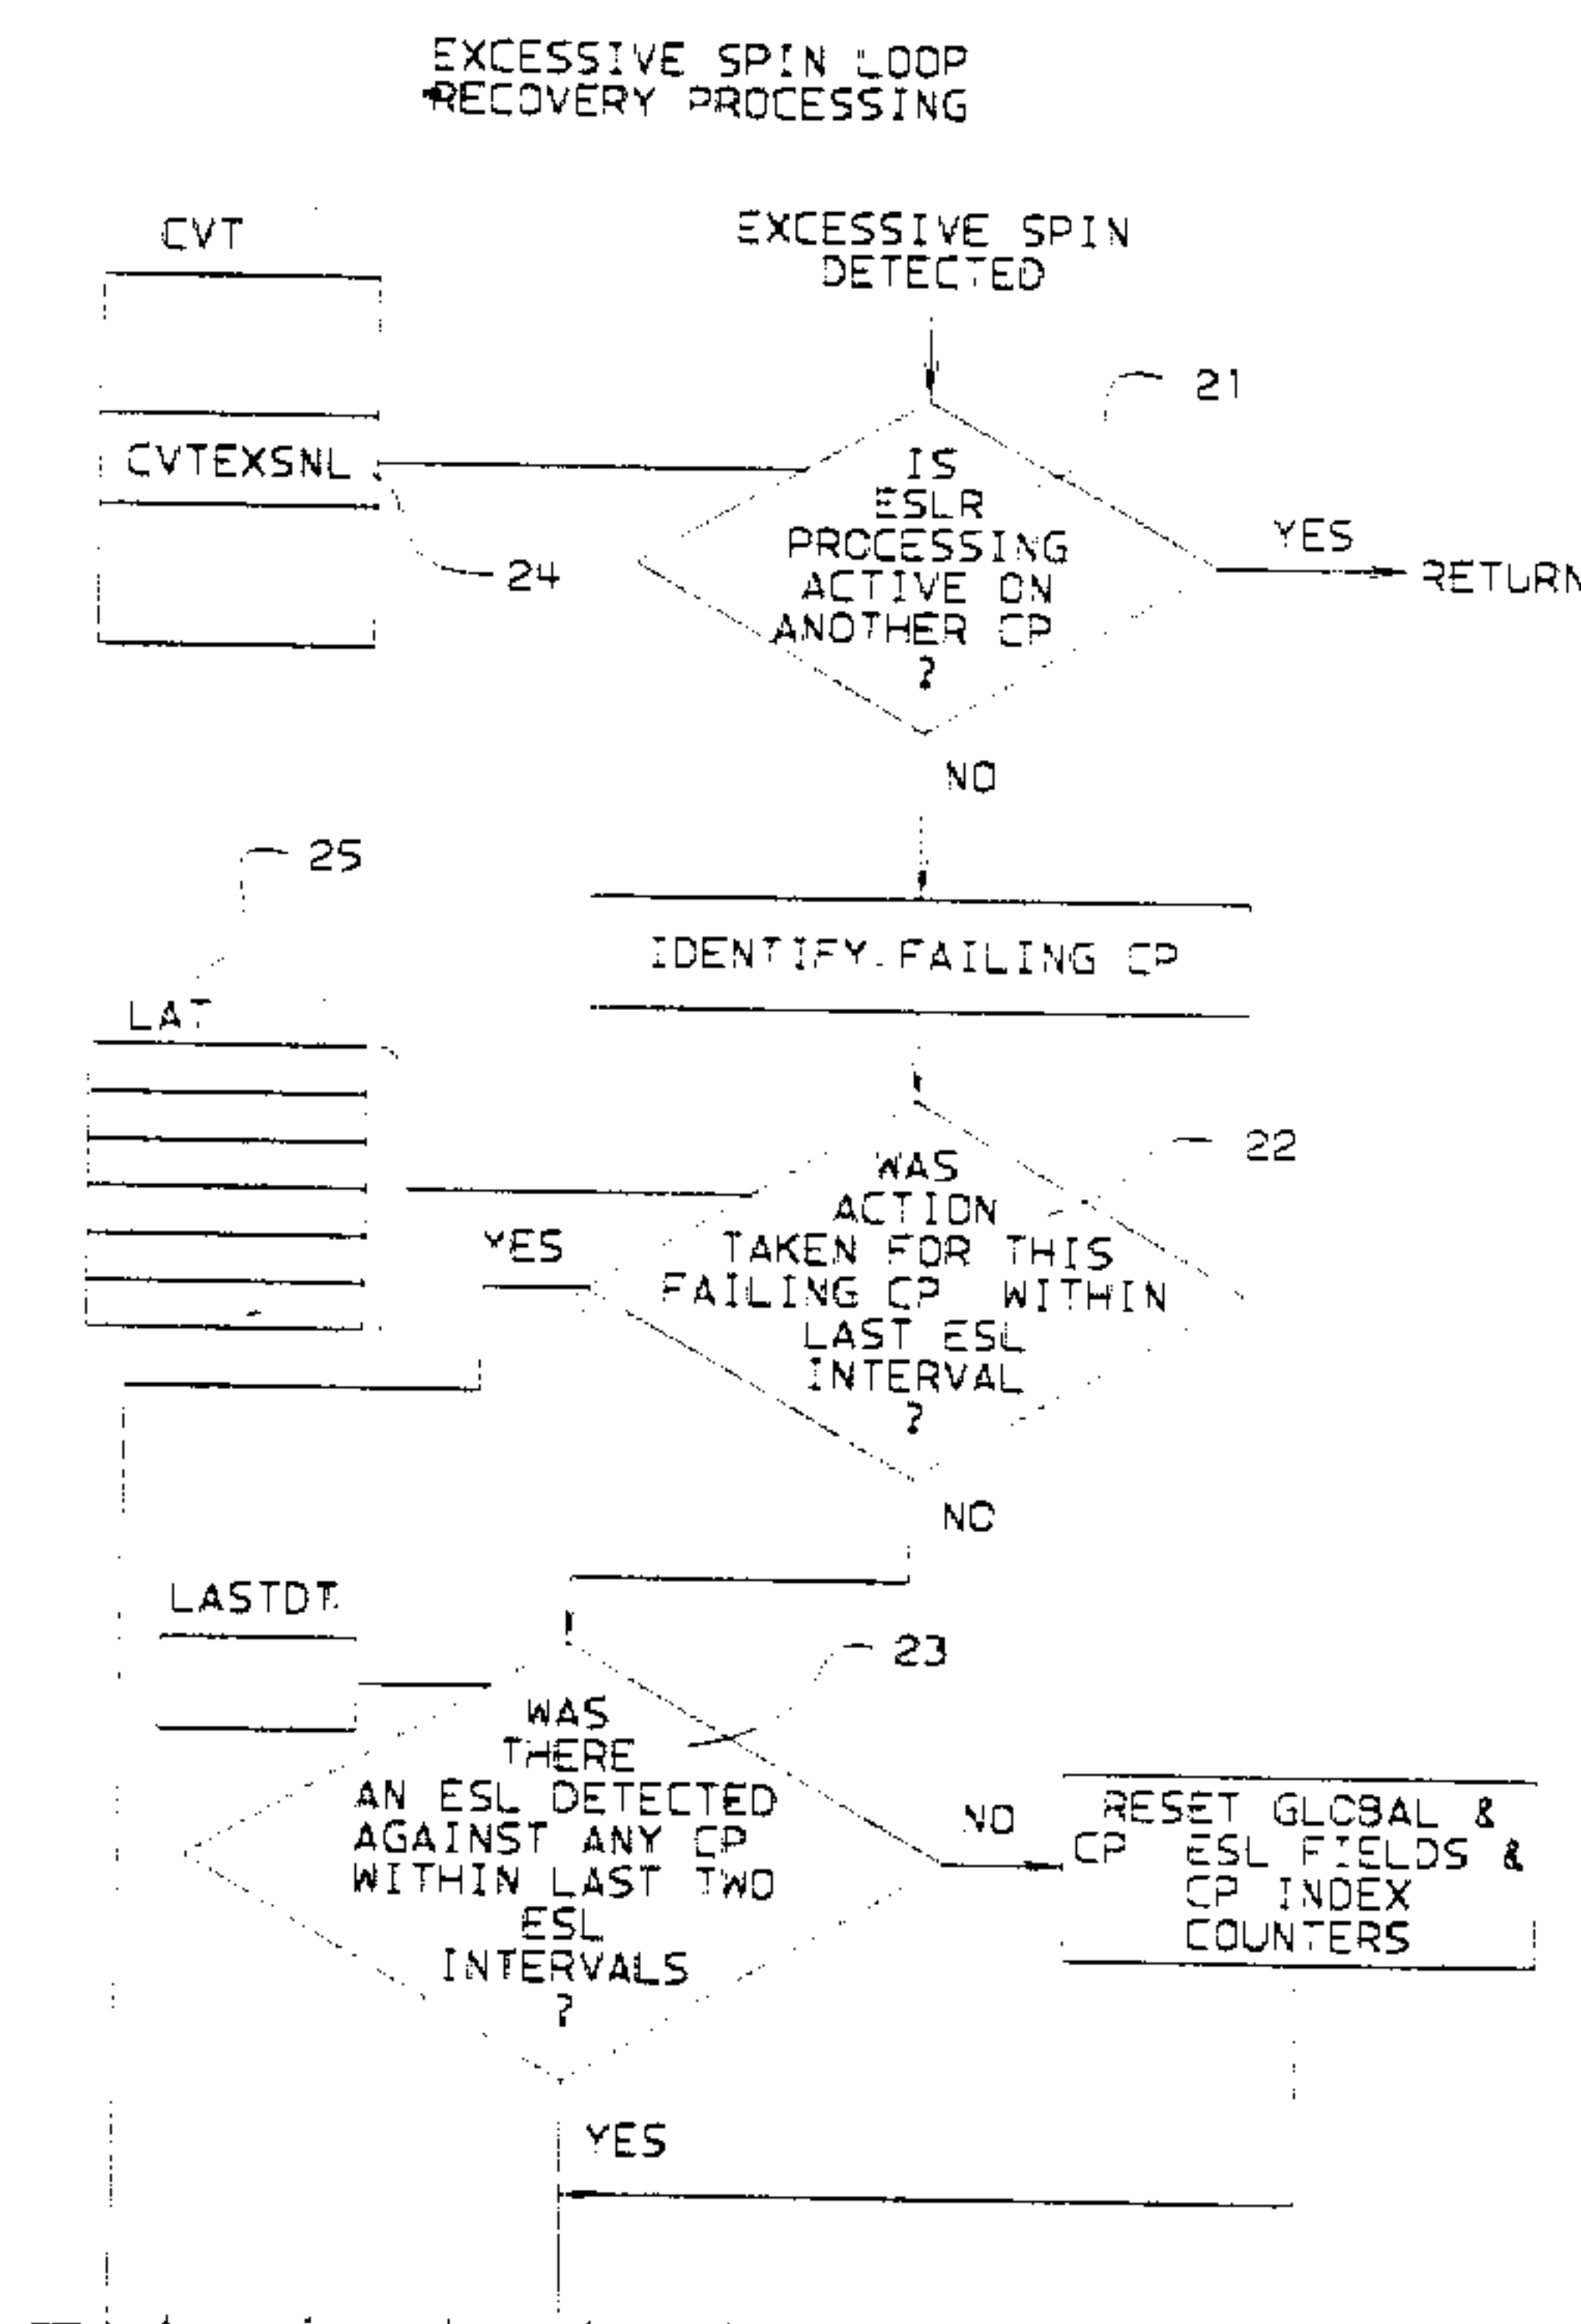 EXCESSIVE SPIN LOOP
RECOVERY PROCESSING
CVT
EXCESSIVE SPIN
DETECTED
21
CVTEXSNL
24
IS
ESLR
PROCESSING
ACTIVE ON
ANOTHER CP
?
YES
RETURN
NO
25
IDENTIFY FAILING CP
LAT
22
WAS
ACTION
TAKEN FOR THIS
FAILING CP WITHIN
LAST ESL
INTERVAL
?
YES
NO
LASTDT
23
WAS
THERE
AN ESL DETECTED
AGAINST ANY CP
WITHIN LAST TWO
ESL
INTERVALS
?
NO
RESET GLOBAL &
CP ESL FIELDS &
CP INDEX
COUNTERS
YES